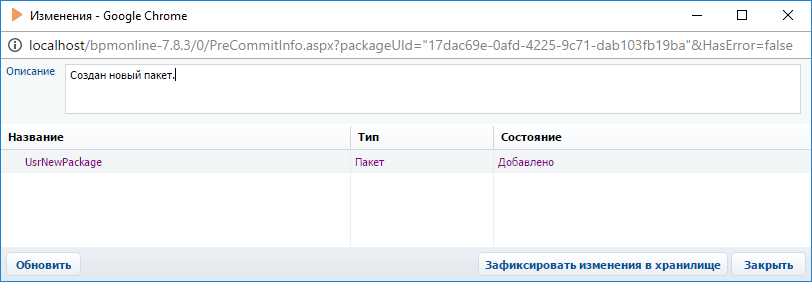 Изменения - Google Chrome
localhost/bpmonline-7.8.3/0/PreCommitInfo.aspx?packageUId="17dac69e-0afd-4225-9c71-dab103fb19ba"&HasError=false
Описание Создан новый пакет.
Название Тип Состояние
UsrNewPackage Пакет Добавлено
Обновить Зафиксировать изменения в хранилище Закрыть